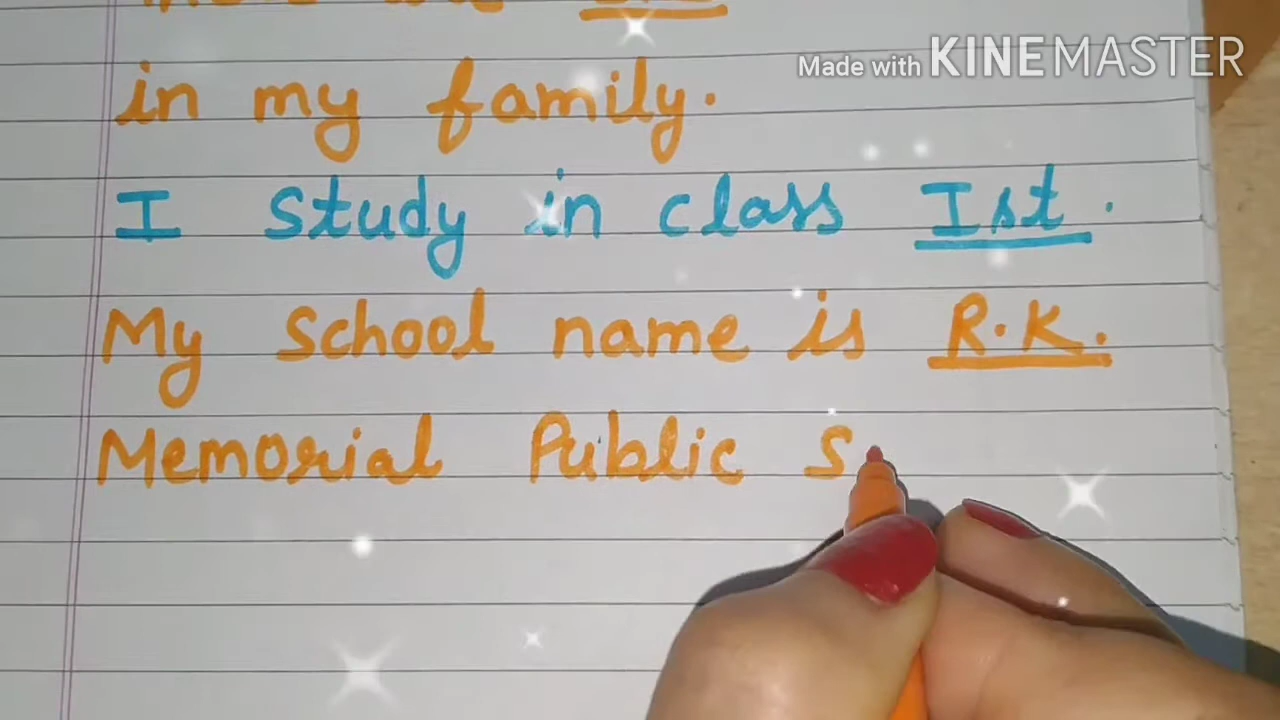 Made with KINEMASTER
in my family.
I study in class Ist.
My school name is R.K.
Memorial Public S